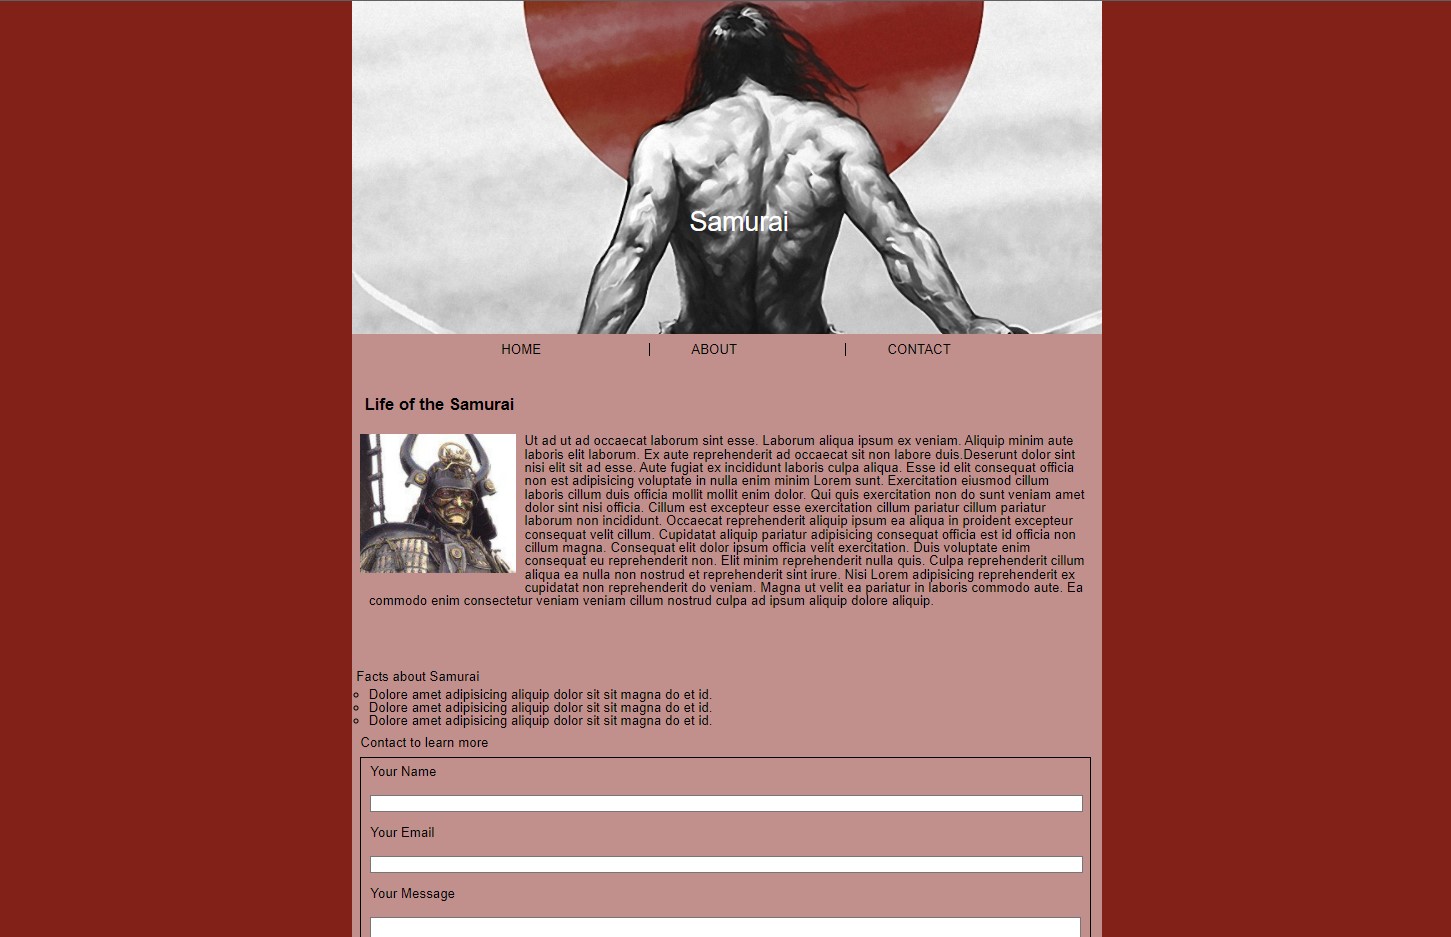 Samurai
HOME | ABOUT | CONTACT
Life of the Samurai
Ut ad ut ad occaecat laborum sint esse. Laborum aliqua ipsum ex veniam. Aliquip minim aute
laboris elit laborum. Ex aute reprehenderit ad occaecat sit non labore duis.Deserunt dolor sint
nisi elit sit ad esse. Aute fugiat ex incididunt laboris culpa aliqua. Esse id elit consequat officia
non est adipisicing voluptate in nulla enim minim Lorem sunt. Exercitation eiusmod cillum
laboris cillum duis officia mollit mollit enim dolor. Qui quis exercitation non do sunt veniam amet
dolor sint nisi officia. Cillum est excepteur esse exercitation cillum pariatur cillum pariatur
laborum non incididunt. Occaecat reprehenderit aliquip ipsum ea aliqua in proident excepteur
consequat velit cillum. Cupidatat aliquip pariatur adipisicing consequat officia est id officia non
cillum magna. Consequat elit dolor ipsum officia velit exercitation. Duis voluptate enim
consequat eu reprehenderit non. Elit minim reprehenderit nulla quis. Culpa reprehenderit cillum
aliqua ea nulla non nostrud et reprehenderit sint irure. Nisi Lorem adipisicing reprehenderit ex
cupidatat non reprehenderit do veniam. Magna ut velit ea pariatur in laboris commodo aute. Ea
commodo enim consectetur veniam veniam cillum nostrud culpa ad ipsum aliquip dolore aliquip.
Facts about Samurai
Dolore amet adipisicing aliquip dolor sit sit magna do et id.
Dolore amet adipisicing aliquip dolor sit sit magna do et id.
Dolore amet adipisicing aliquip dolor sit sit magna do et id.
Contact to learn more
Your Name
Your Email
Your Message